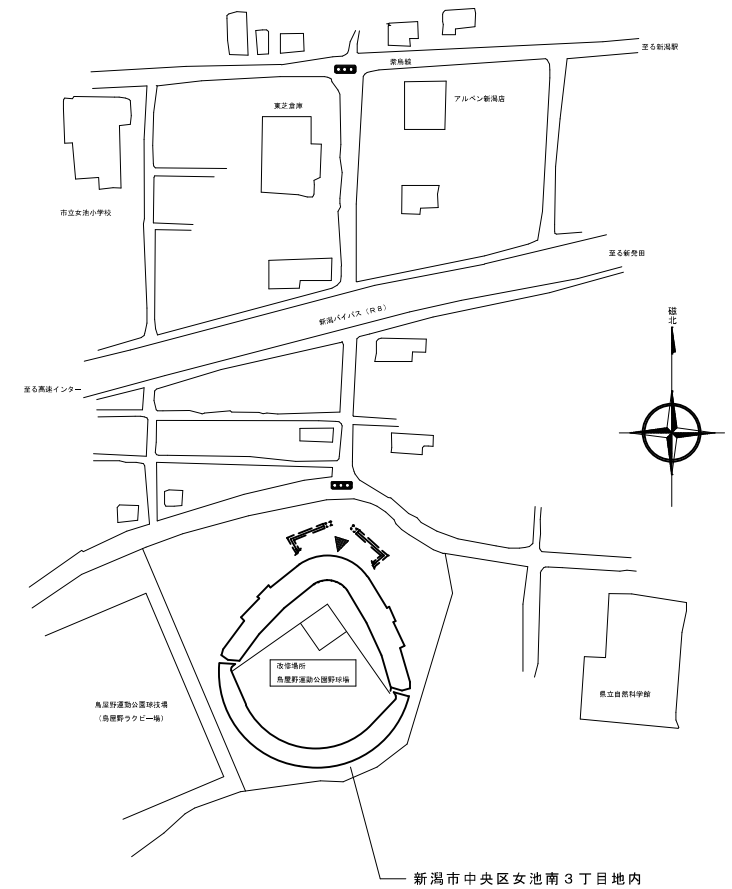 至る新潟駅
紫鳥線
アルペン新潟店
東芝倉庫
市立女池小学校
至る新発田
新潟バイパス（R8）
磁北
至る高速インター
改修場所
鳥屋野運動公園野球場
県立自然科学館
鳥屋野運動公園球技場
（鳥屋野ラグビー場）
新潟市中央区女池南３丁目地内